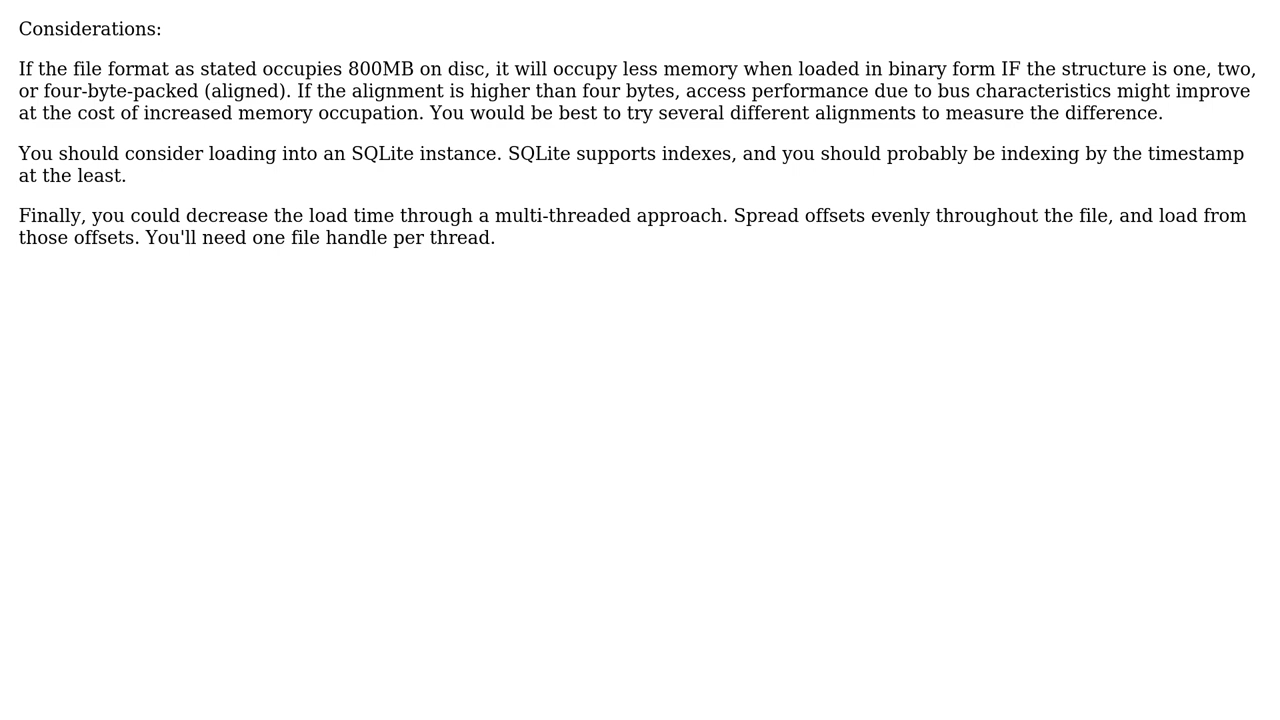 Considerations:
If the file format as stated occupies 800MB on disc, it will occupy less memory when loaded in binary form IF the structure is one, two,
or four-byte-packed (aligned). If the alignment is higher than four bytes, access performance due to bus characteristics might improve
at the cost of increased memory occupation. You would be best to try several different alignments to measure the difference.
You should consider loading into an SQLite instance. SQLite supports indexes, and you should probably be indexing by the timestamp
at the least.
Finally, you could decrease the load time through a multi-threaded approach. Spread offsets evenly throughout the file, and load from
those offsets. You'll need one file handle per thread.